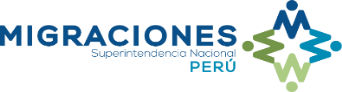 MIGRACIONES
Superintendencia Nacional
PERÚ